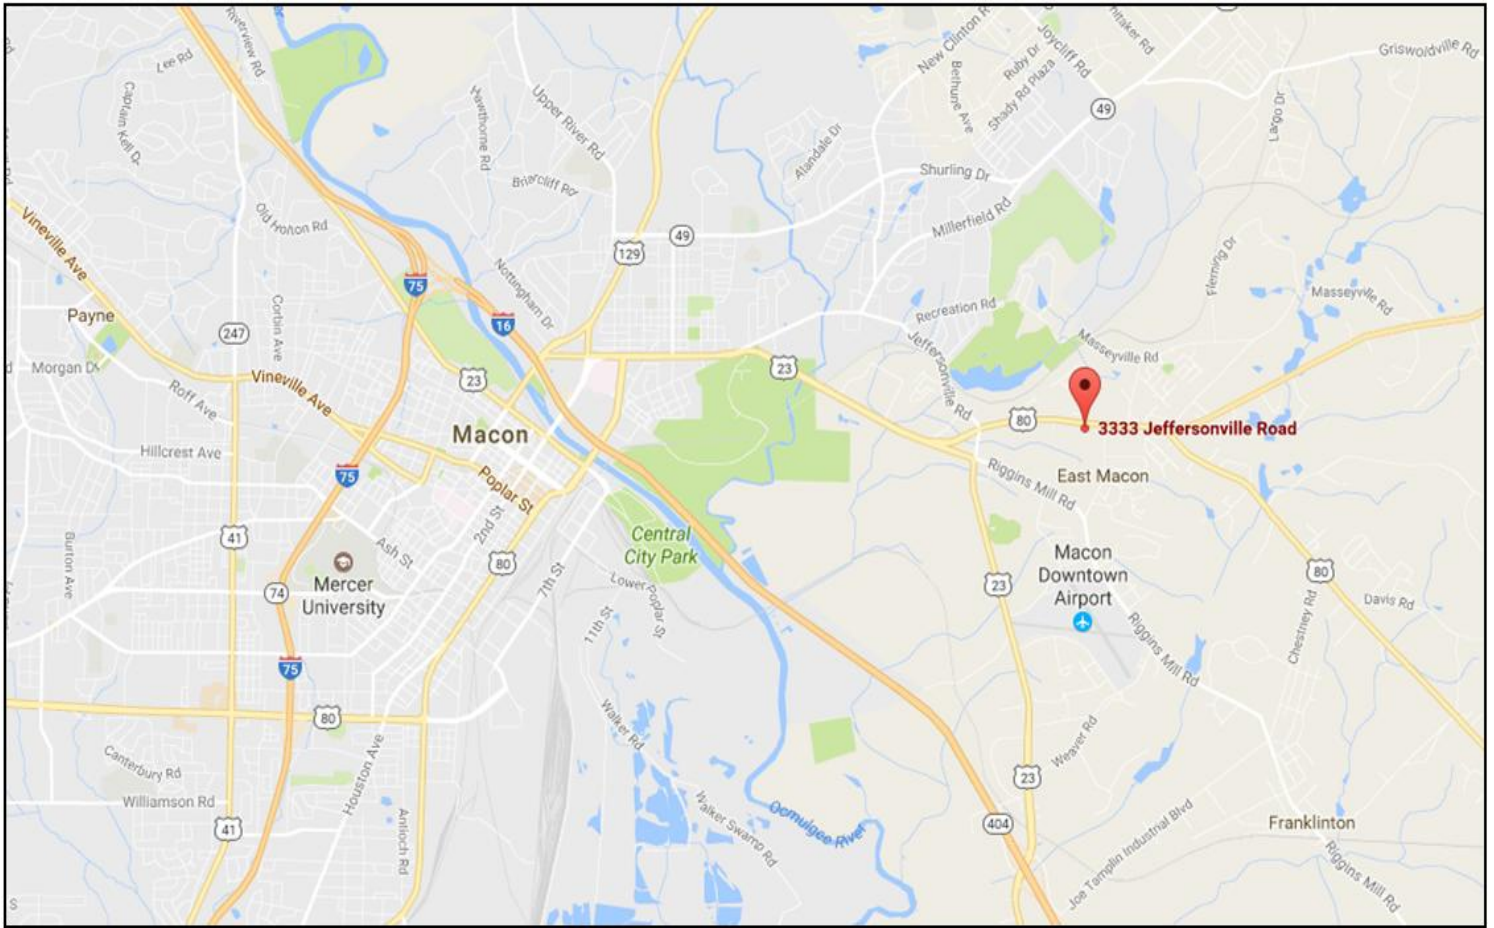 Riverview Rd
Lee Rd
Captain Kell Dr
Hawthorne Rd
Upper River Rd
Briarcliff Rd
Alandale Dr
New Clinton R
Bethune Ave
Ruby Dr
Shady Rd Plaza
Joycliff Rd
hitaker Rd
Griswoldville Rd
49
Largo Dr
Shurling Dr
Millerfield Rd
Vineville Ave
Old Holton Rd
49
129
Nottingham Dr
75
16
Fleming Dr
Masseyville Rd
Recreation Rd
Payne
247
Corbin Ave
Jeffersonville Rd
Masseyville Rd
Morgan Dr
Roff Ave
Vineville Ave
23
23
80
3333 Jeffersonville Road
Macon
Hillcrest Ave
75
Poplar St
2nd St
Riggins Mill Rd
East Macon
Burton Ave
41
Ash St
80
7th St
Central
City Park
Macon
Downtown
Airport
80
Mercer
University
74
Lower Poplar St
11th St
23
Chestney Rd
Davis Rd
Riggins Mill Rd
75
80
Walker Rd
Weaver Rd
Canterbury Rd
Houston Ave
23
Williamson Rd
41
Antioch Rd
Walker Swamp Rd
Ocmulgee River
404
Joe Tamplin Industrial Blvd
Franklinton
Riggins Mill Rd
S